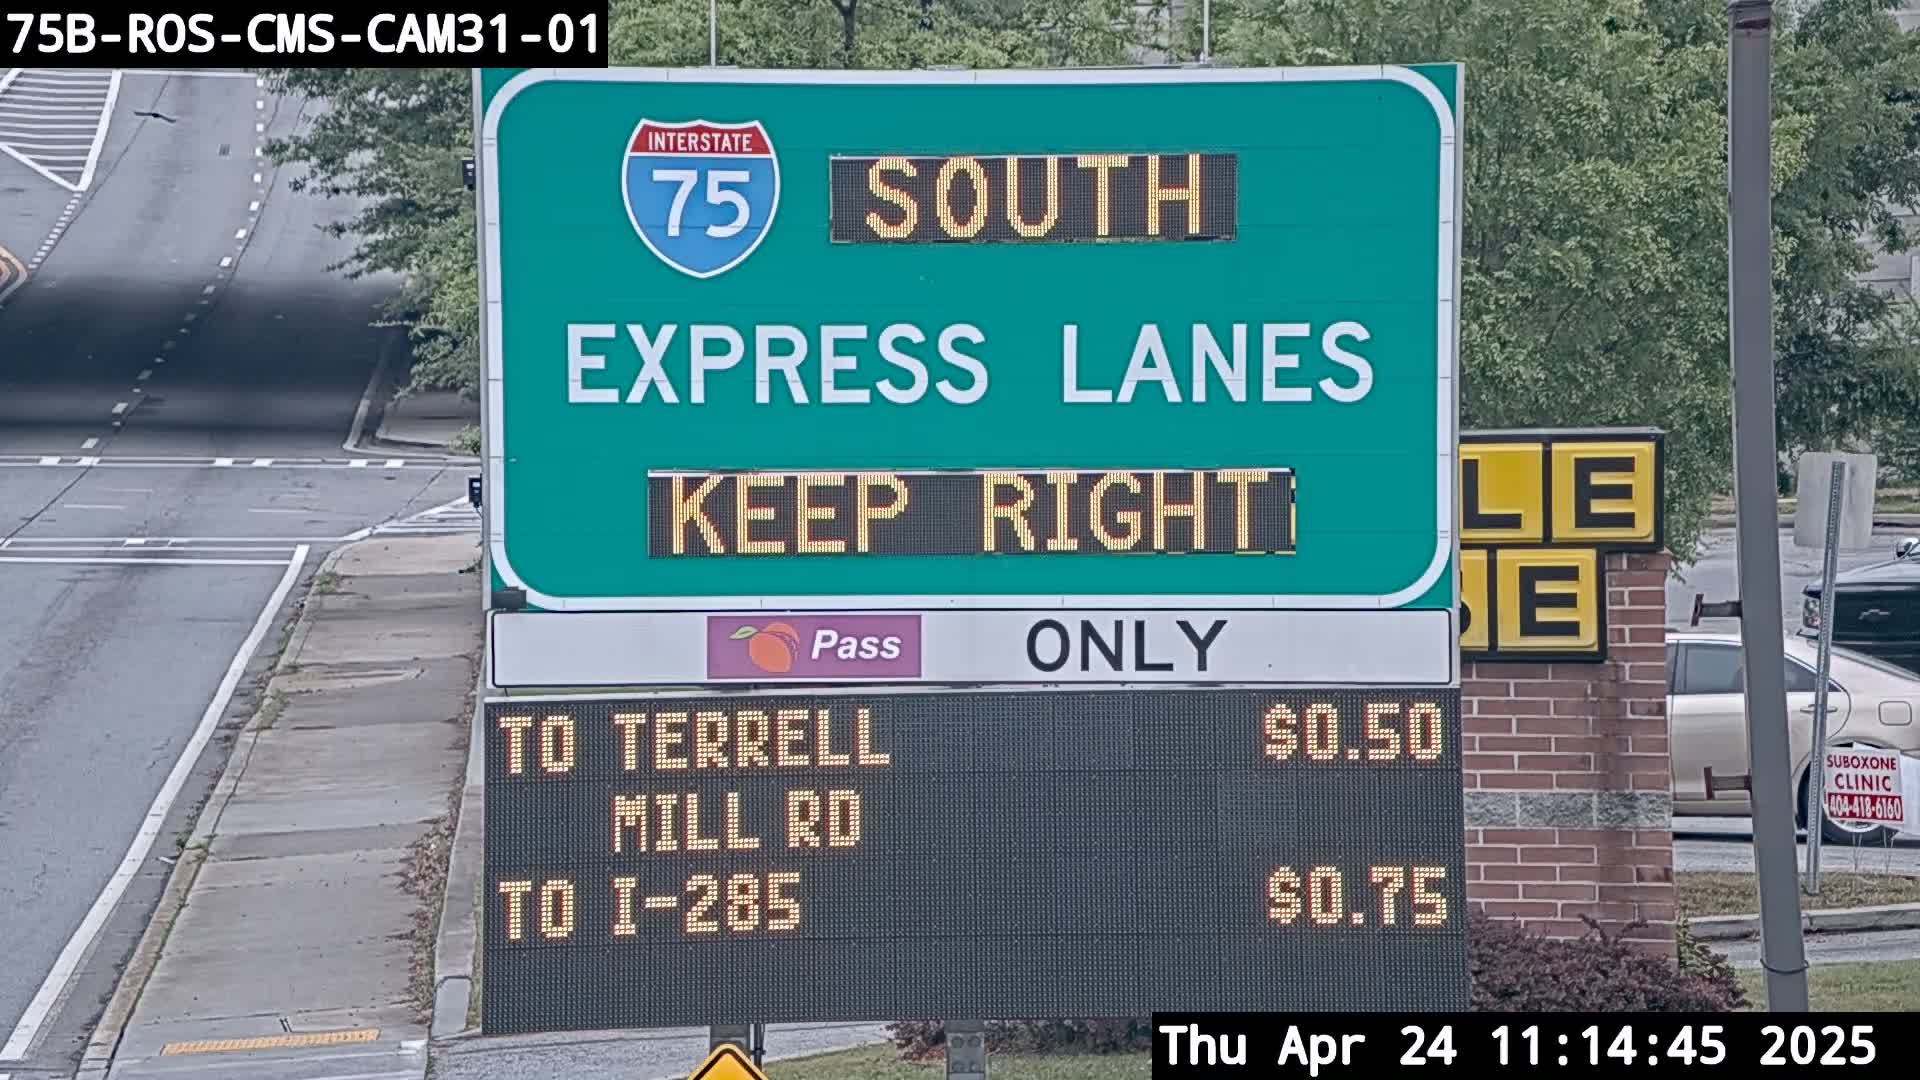 75B-ROS-CMS-CAM31-01
INTERSTATE
75
SOUTH
EXPRESS LANES
KEEP RIGHT
Pass ONLY
TO TERRELL $0.50
MILL RD
TO I-285 $0.75
LE
E
SUBOXONE
CLINIC
404-418-6160
Thu Apr 24 11:14:45 2025